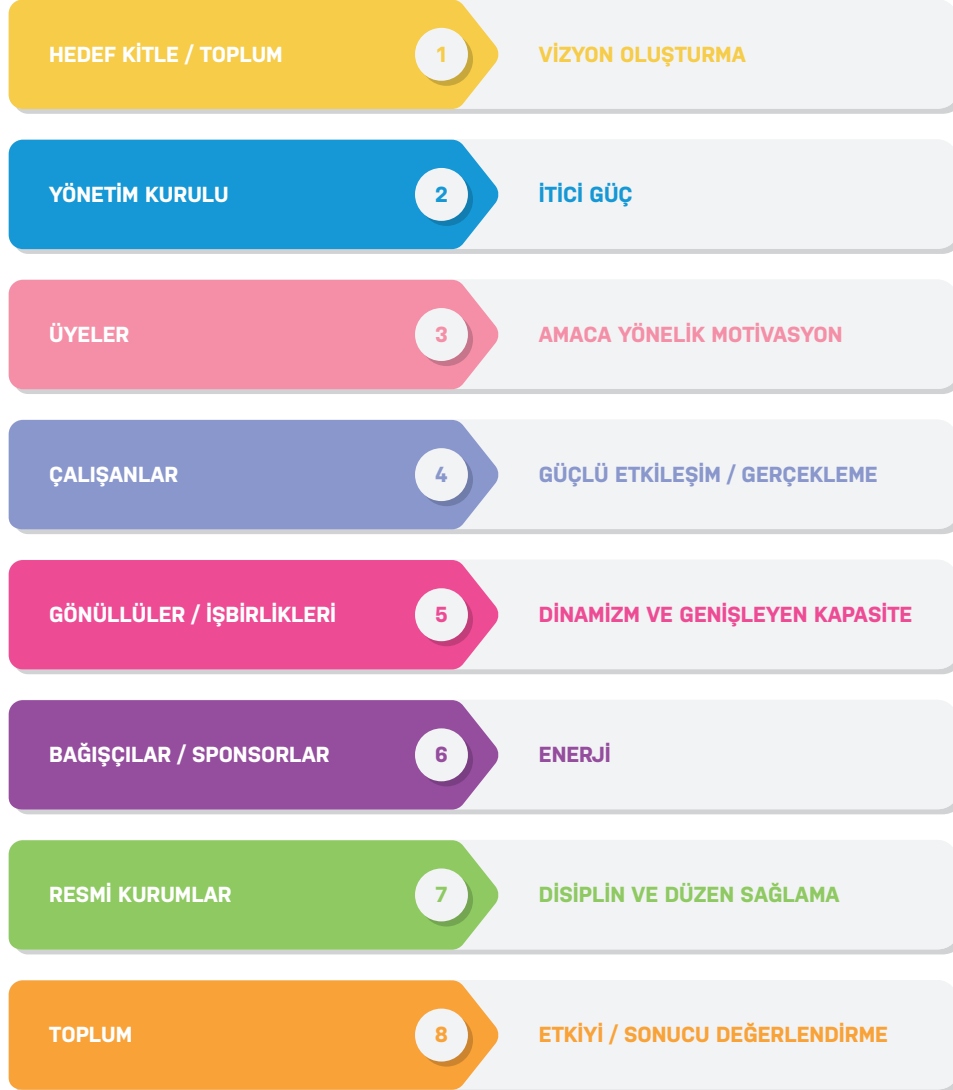 HEDEF KİTLE / TOPLUM 1 VİZYON OLUŞTURMA
YÖNETİM KURULU 2 İTİCİ GÜÇ
ÜYELER 3 AMACA YÖNELİK MOTİVASYON
ÇALIŞANLAR 4 GÜÇLÜ ETKİLEŞİM / GERÇEKLEME
GÖNÜLLÜLER / İŞBİRLİKLERİ 5 DİNAMİZM VE GENİŞLEYEN KAPASİTE
BAĞIŞÇILAR / SPONSORLAR 6 ENERJİ
RESMİ KURUMLAR 7 DİSİPLİN VE DÜZEN SAĞLAMA
TOPLUM 8 ETKİYİ / SONUCU DEĞERLENDİRME